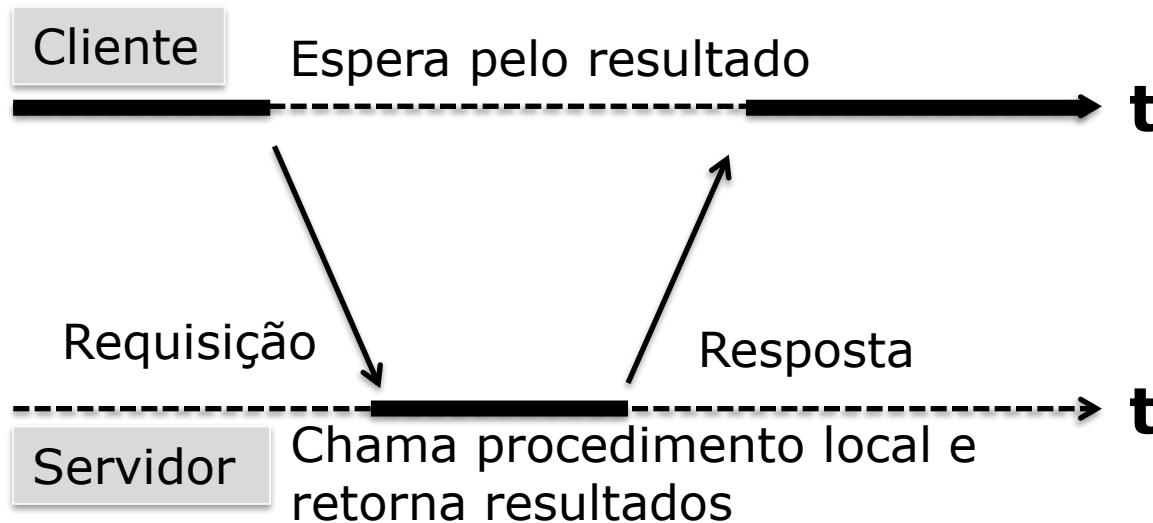 Cliente
Espera pelo resultado
t
Requisição
Resposta
t
Servidor
Chama procedimento local e
retorna resultados